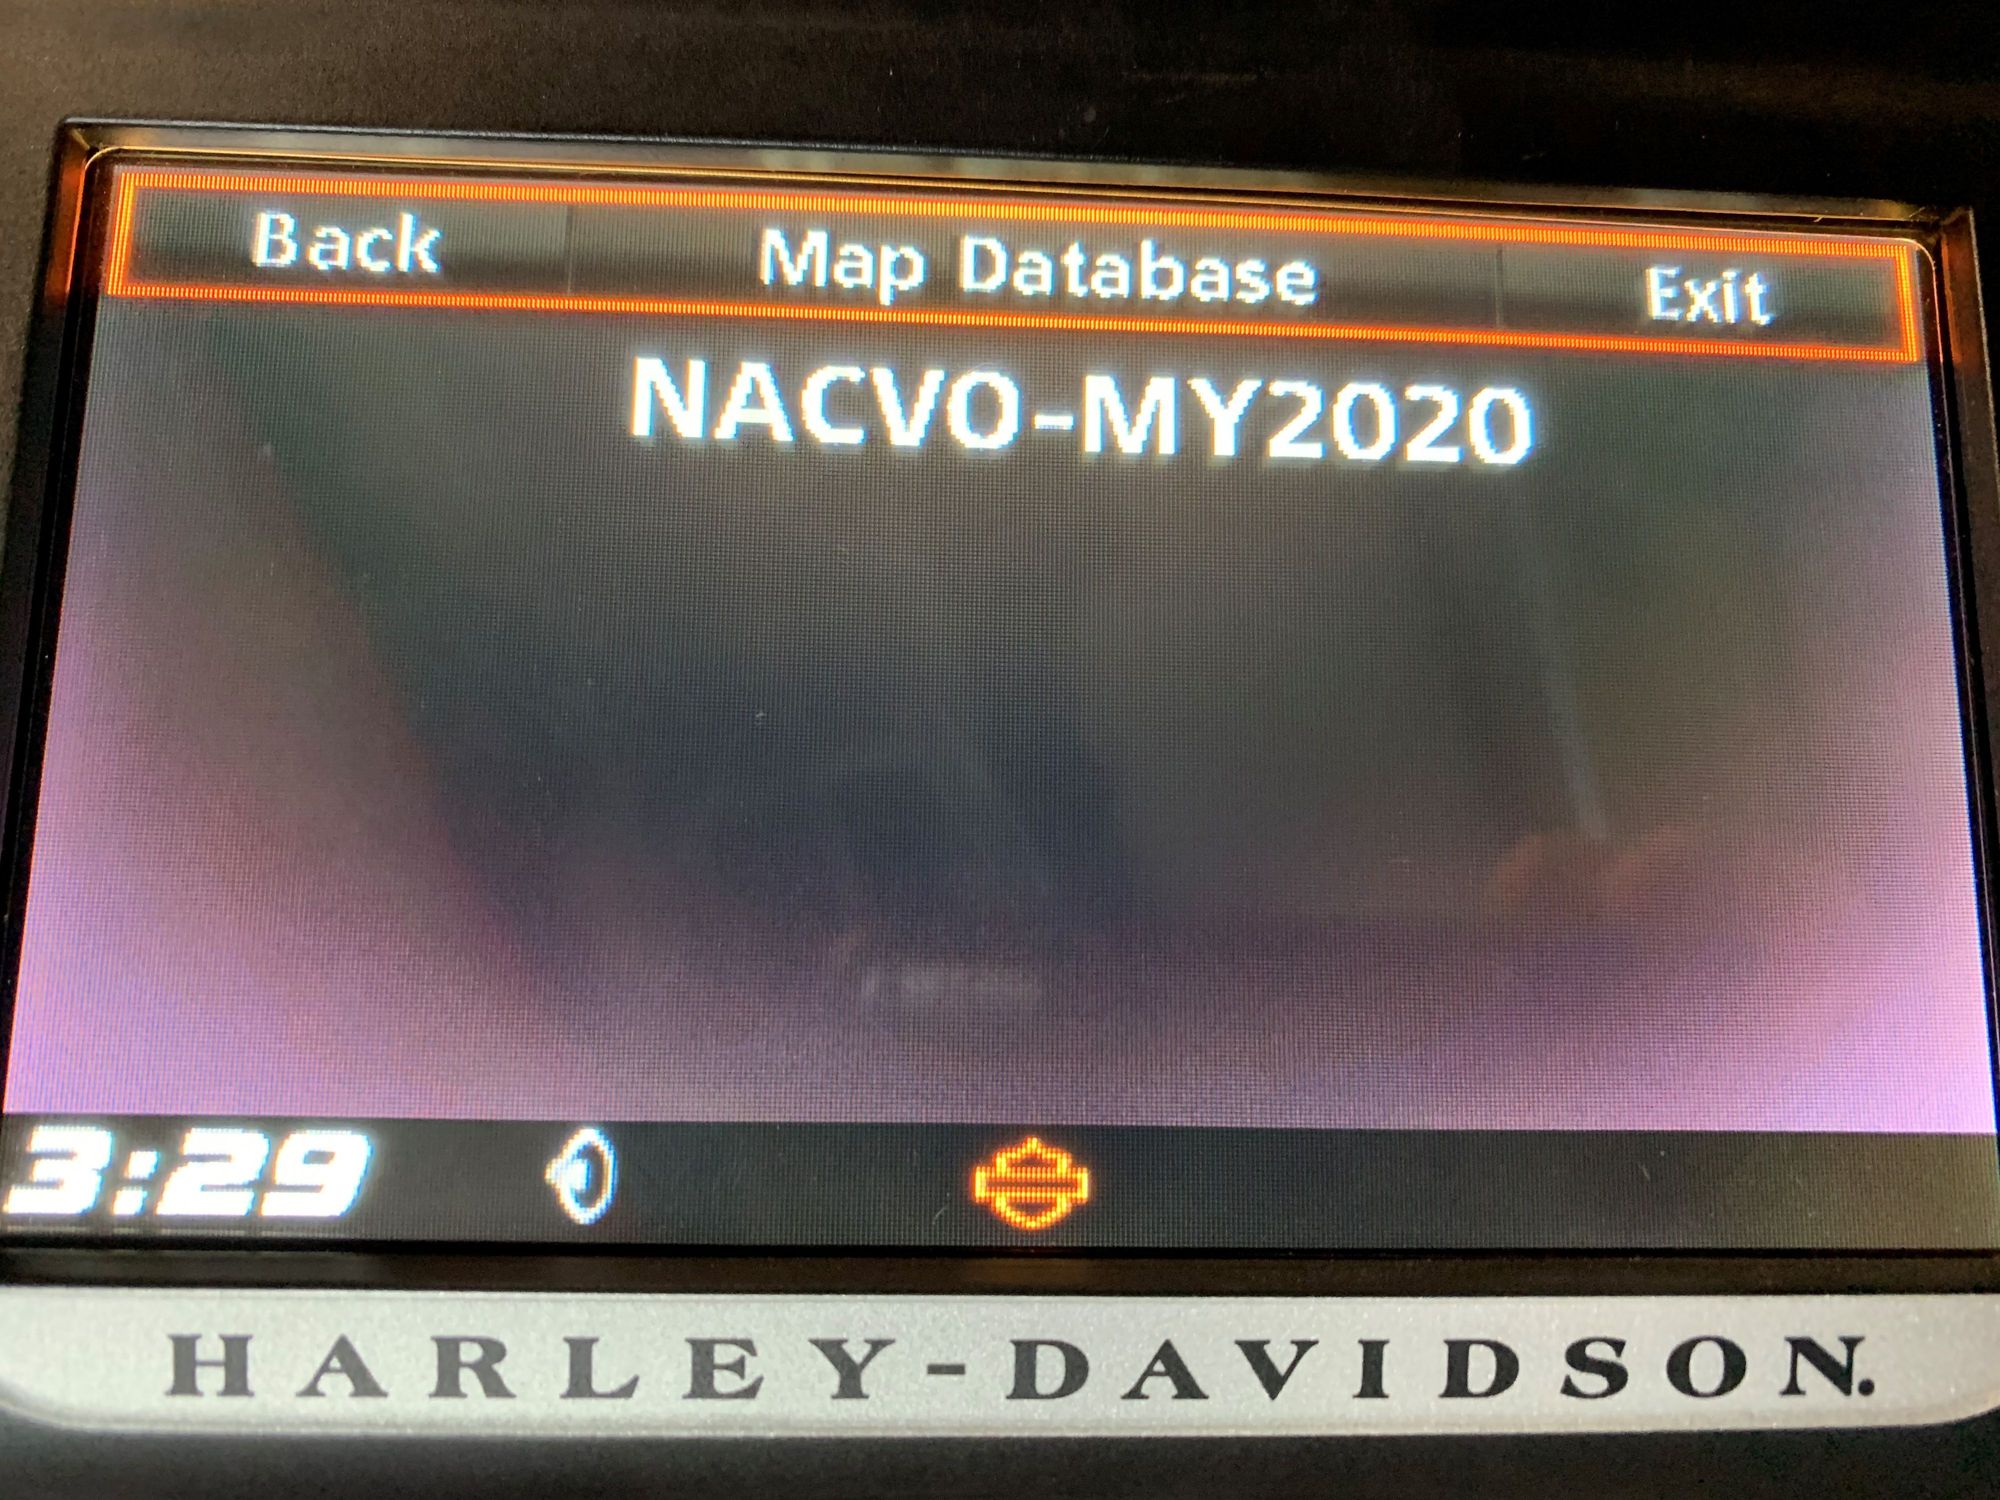 Back Map Database Exit
NACVO-MY2020
3:29
HARLEY-DAVIDSON.